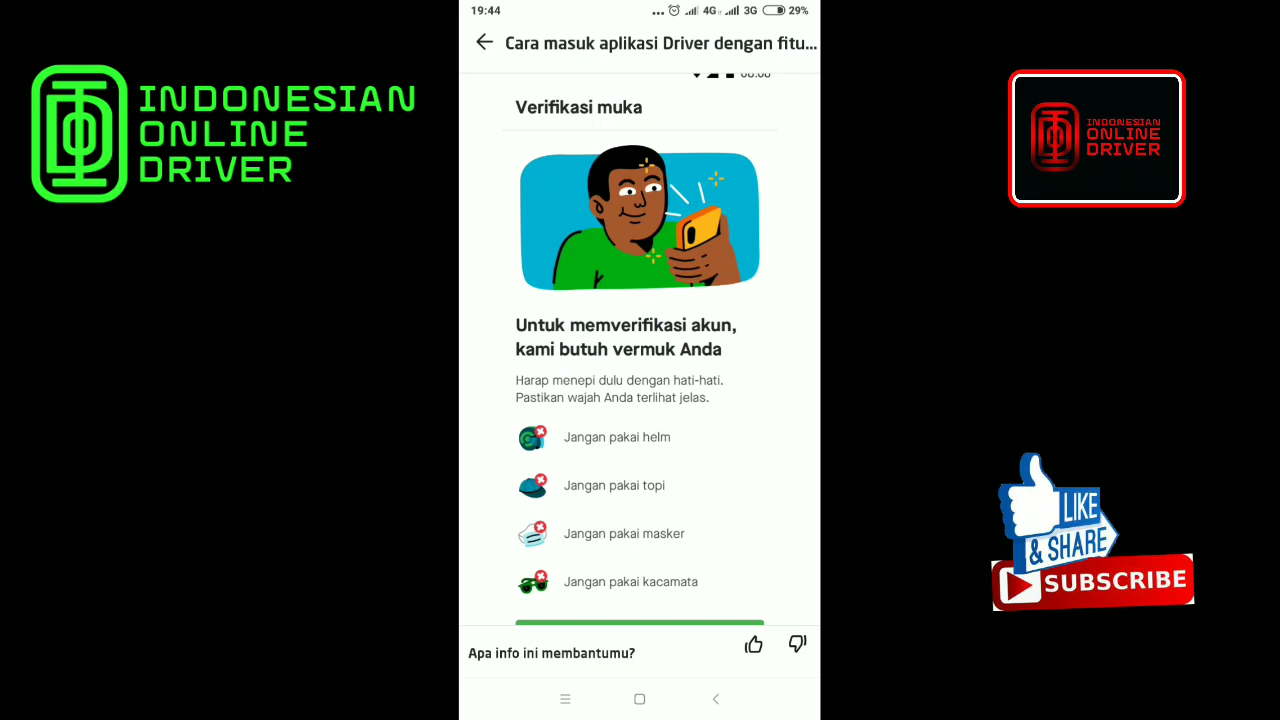 INDONESIAN
ONLINE
DRIVER
19:44
4G
3G
29%
Cara masuk aplikasi Driver dengan fitu...
Verifikasi muka
Untuk memverifikasi akun,
kami butuh vermuk Anda
Harap menepi dulu dengan hati-hati.
Pastikan wajah Anda terlihat jelas.
Jangan pakai helm
Jangan pakai topi
Jangan pakai masker
Jangan pakai kacamata
Apa info ini membantumu?
INDONESIAN
ONLINE
DRIVER
LIKE
& SHARE
SUBSCRIBE